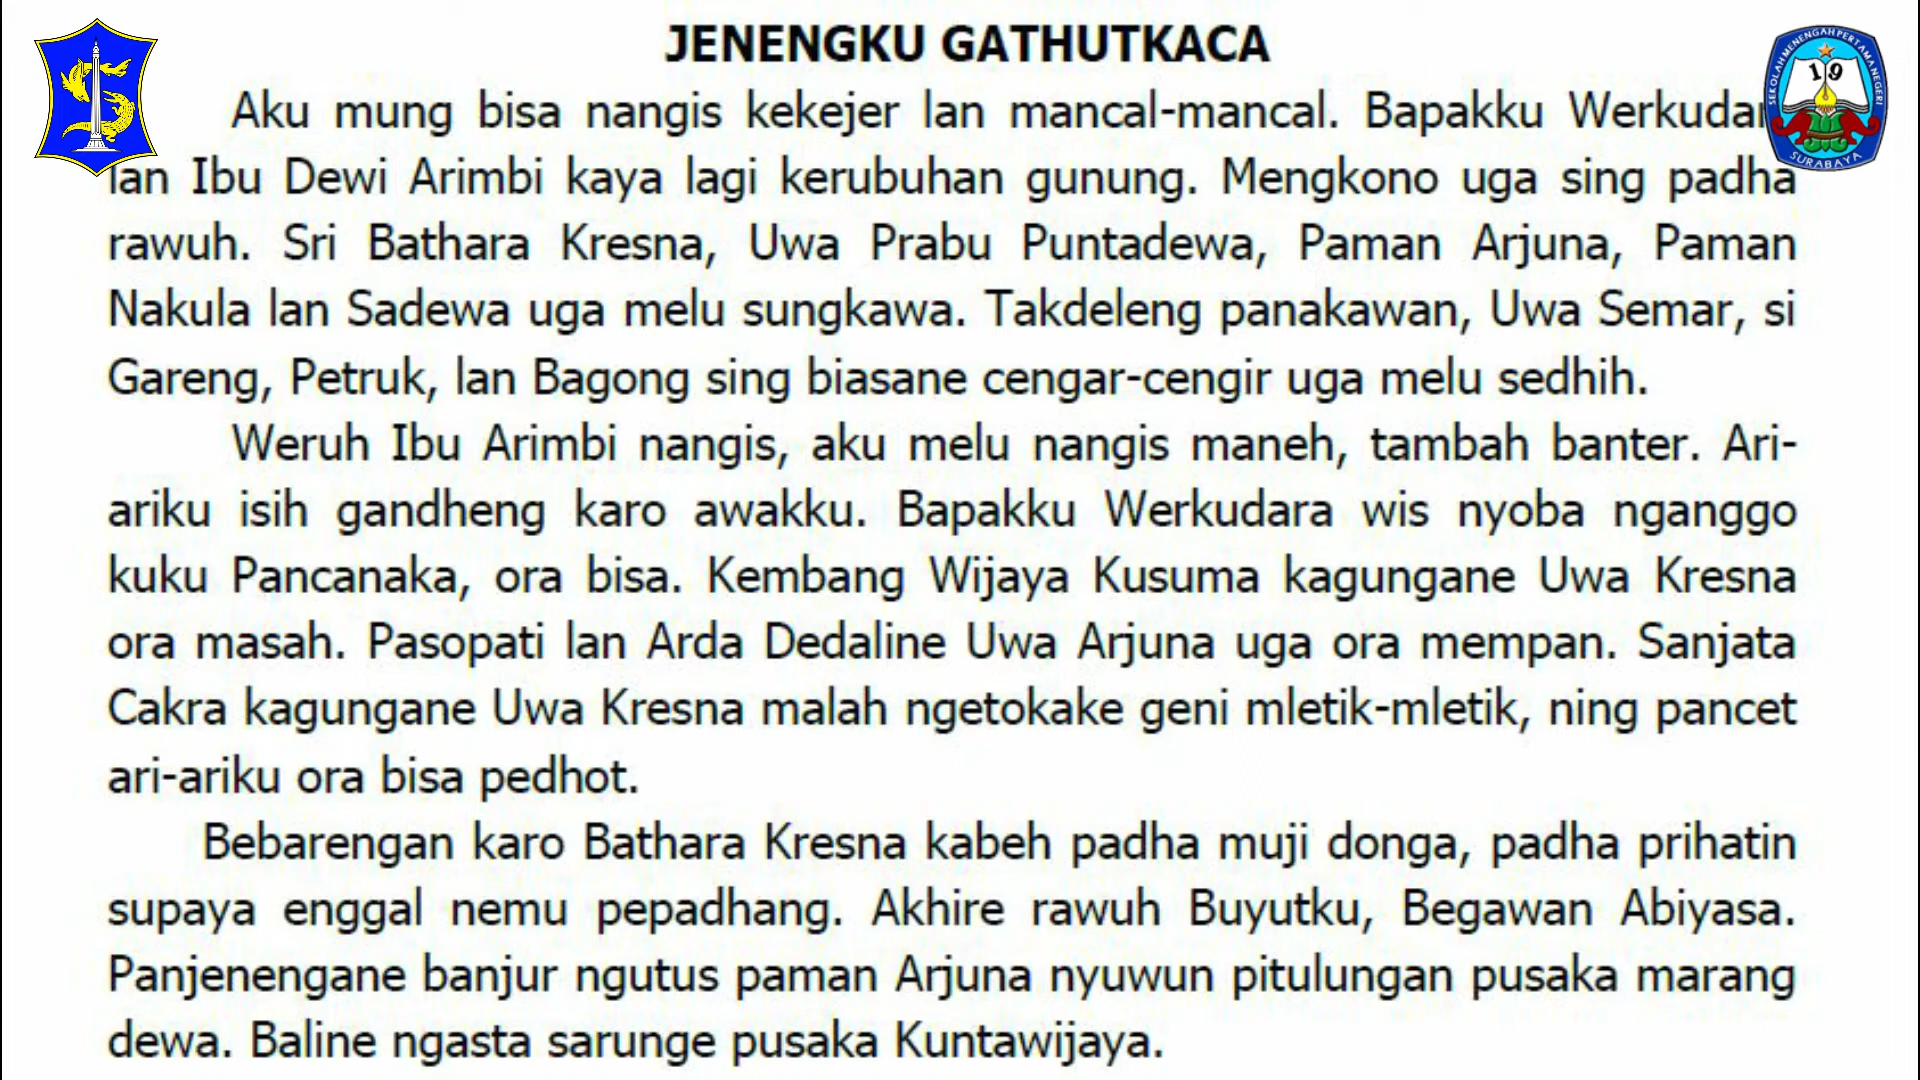 JENENGKU GATHUTKACA
Aku mung bisa nangis kekejer lan mancal-mancal. Bapakku
lan Ibu Dewi Arimbi kaya lagi kerubuhan gunung. Mengkono uga sing padha
rawuh. Sri Bathara Kresna, Uwa Prabu Puntadewa, Paman Arjuna, Paman
Nakula lan Sadewa uga melu sungkawa. Takdeleng panakawan, Uwa Semar, si
Gareng, Petruk, lan Bagong sing biasane cengar-cengir uga melu sedhih.
Weruh Ibu Arimbi nangis, aku melu nangis maneh, tambah banter. Ari-
ariku isih gandheng karo awakku. Bapakku Werkudara wis nyoba nganggo
kuku Pancanaka, ora bisa. Kembang Wijaya Kusuma kagungane Uwa Kresna
ora masah. Pasopati lan Arda Dedaline Uwa Arjuna uga ora mempan. Sanjata
Cakra kagungane Uwa Kresna malah ngetokake geni mletik-mletik, ning pancet
ari-ariku ora bisa pedhot.
Bebarengan karo Bathara Kresna kabeh padha muji donga, padha prihatin
supaya enggal nemu pepadhang. Akhire rawuh Buyutku, Begawan Abiyasa.
Panjenengane banjur ngutus paman Arjuna nyuwun pitulungan pusaka marang
dewa. Baline ngasta sarunge pusaka Kuntawijaya.
SEKOLAH MENENGAH PERTAMA NEGERI
19
SURABAYA